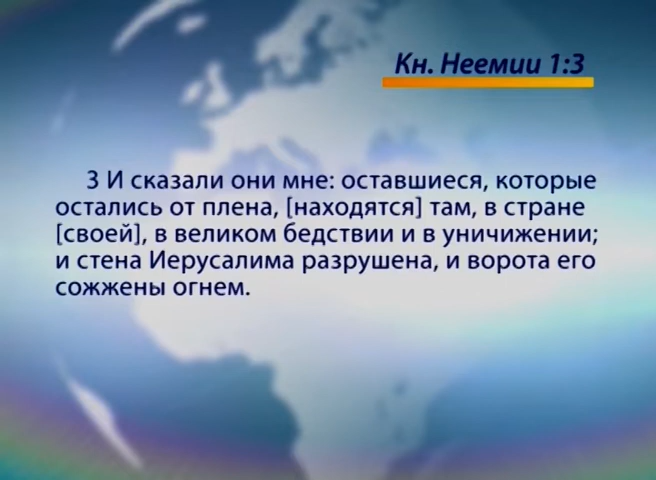 Кн. Неемии 1:3
3 И сказали они мне: оставшиеся, которые
остались от плена, [находятся] там, в стране
[своей], в великом бедствии и в уничижении;
и стена Иерусалима разрушена, и ворота его
сожжены огнем.